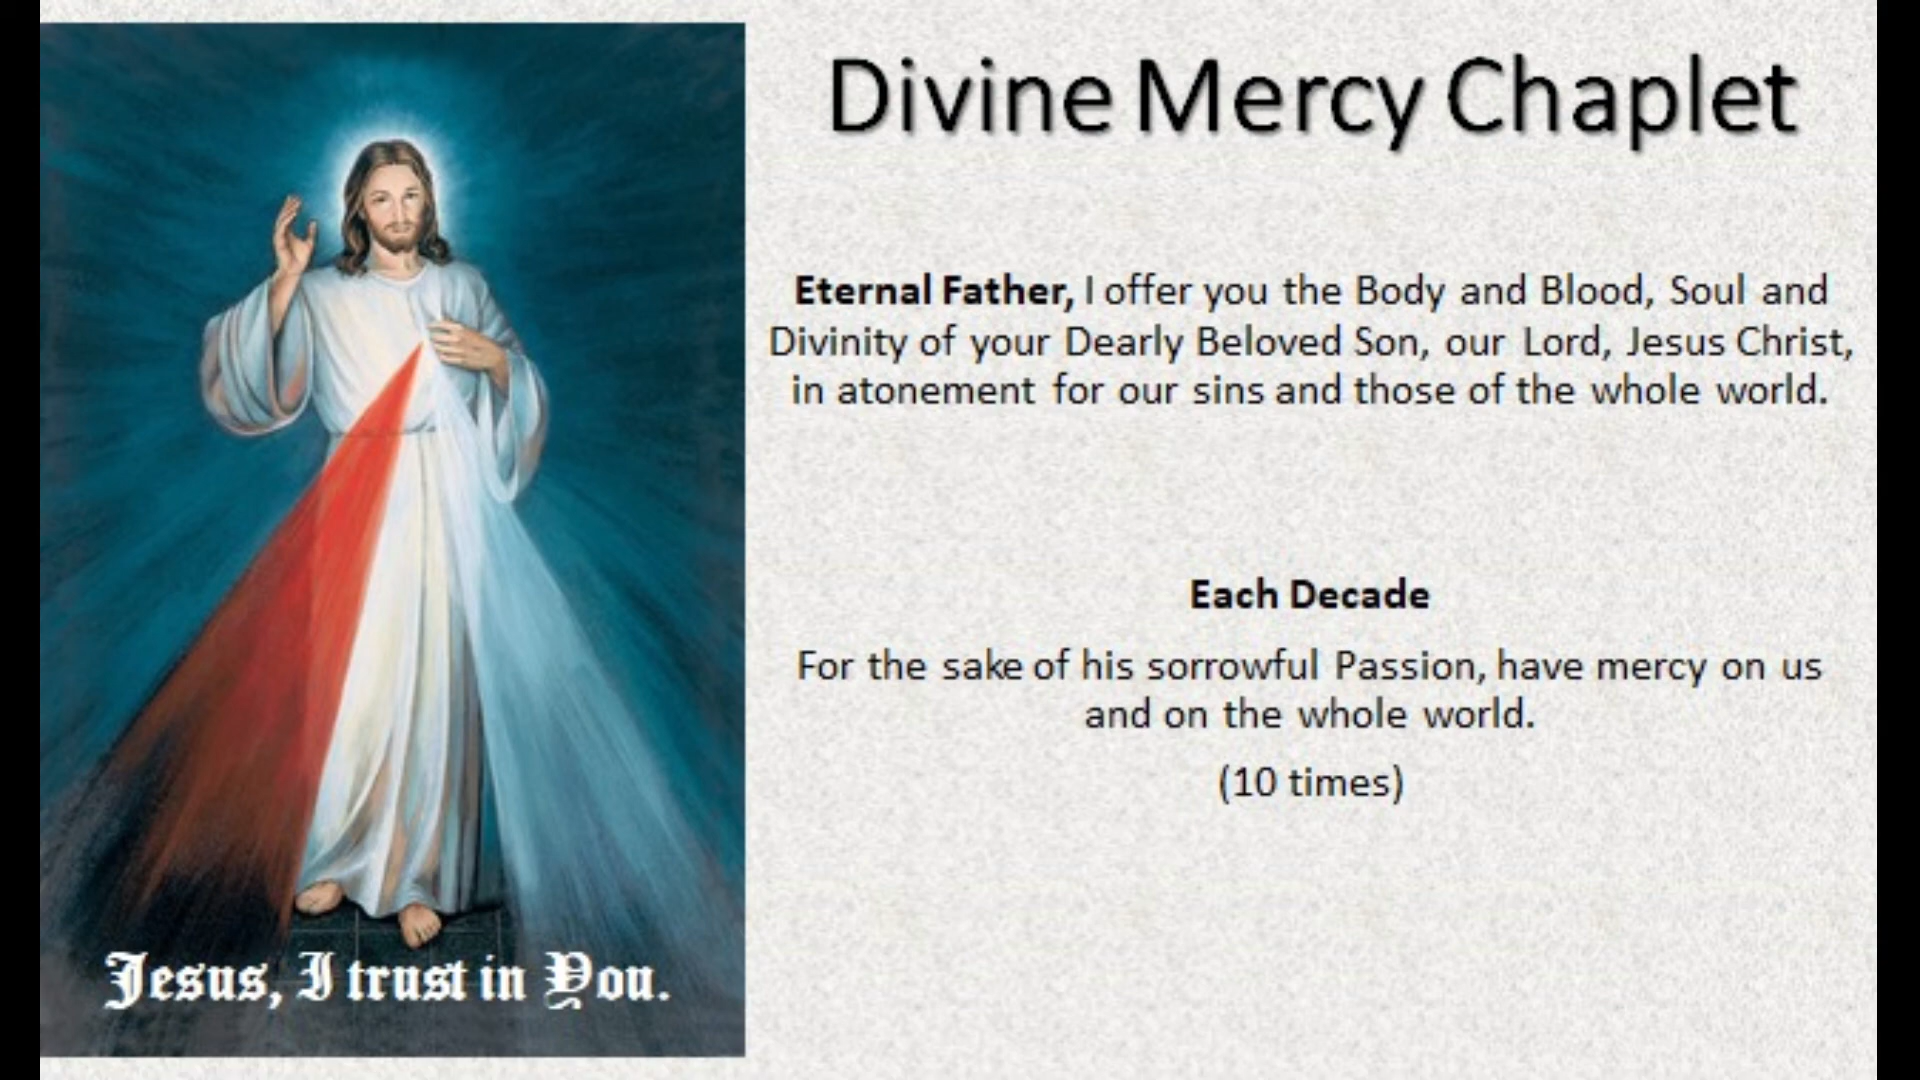 Divine Mercy Chaplet
Eternal Father, I offer you the Body and Blood, Soul and
Divinity of your Dearly Beloved Son, our Lord, Jesus Christ,
in atonement for our sins and those of the whole world.
Each Decade
For the sake of his sorrowful Passion, have mercy on us
and on the whole world.
(10 times)
Jesus, I trust in You.